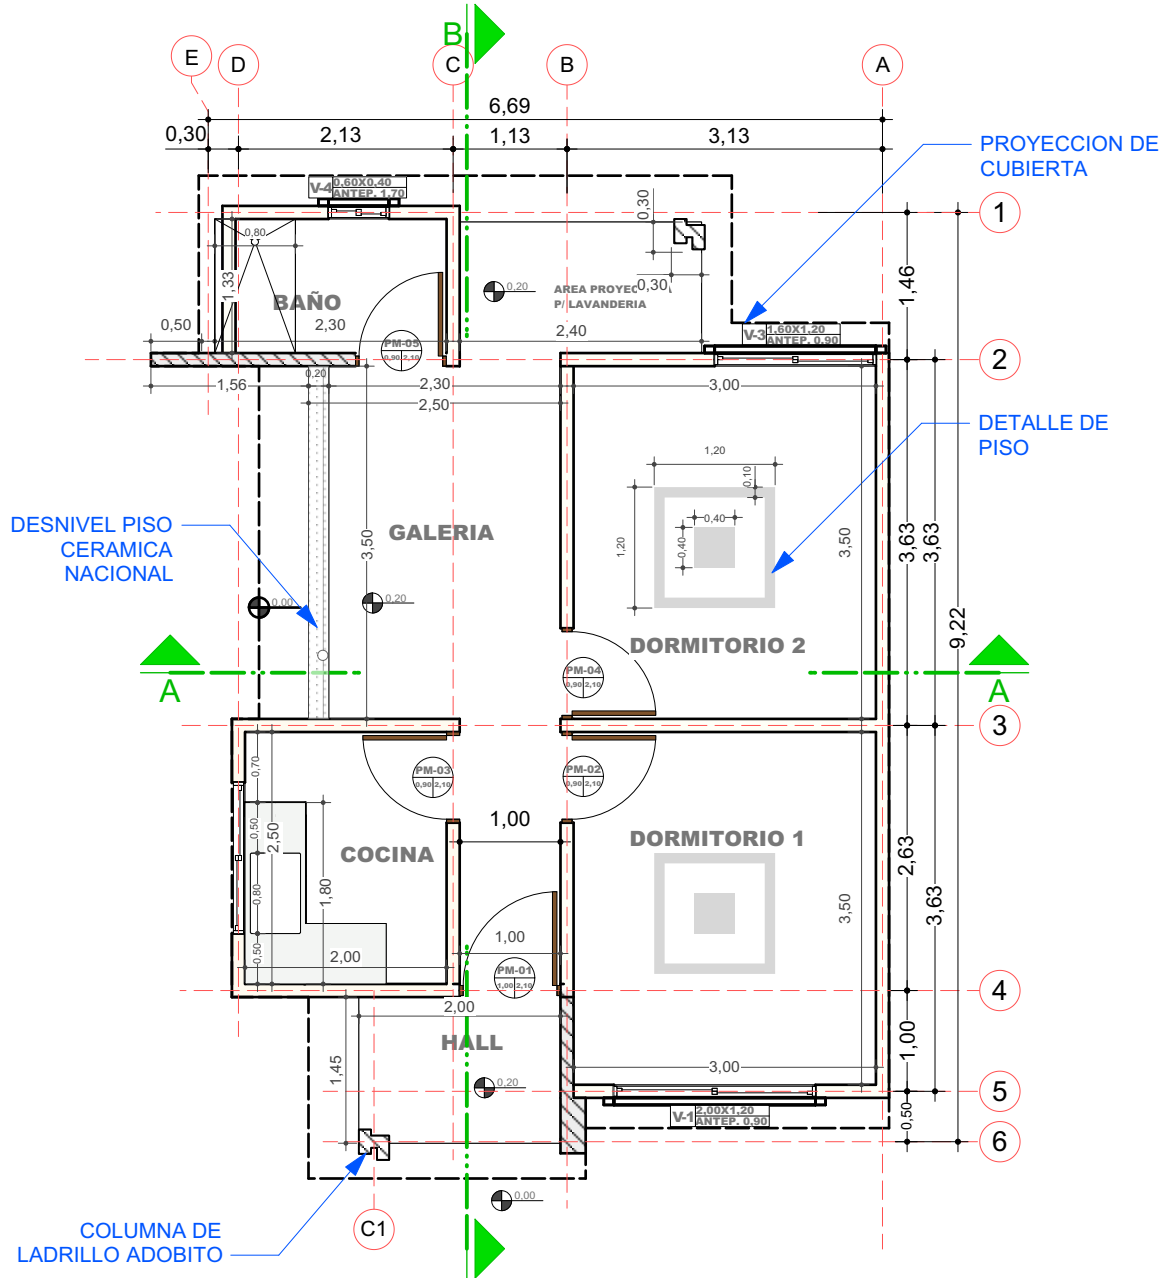 B
E
D
C
B
A
6,69
0,30
2,13
1,13
3,13
PROYECCION DE
CUBIERTA
V-4
0,60X0,40
ANTEP. 1,70
0,30
1
0,80
1,33
BAÑO
0,20
AREA PROYEC
P/ LAVANDERIA
0,30
1,46
0,50
2,30
2,40
V-3
1,60X1,20
ANTEP. 0,90
PM-05
0,90
2,10
2
1,56
0,20
2,30
3,00
2,50
DETALLE DE
PISO
1,20
0,10
DESNIVEL PISO
CERAMICA
NACIONAL
GALERIA
3,50
0,40
0,40
1,20
3,50
3,63
3,63
0,00
0,20
9,22
DORMITORIO 2
A
PM-04
0,90
2,10
A
3
0,70
PM-03
0,90
2,10
PM-02
0,90
2,10
1,00
0,50
2,50
COCINA
DORMITORIO 1
2,63
1,80
0,80
3,50
3,63
1,00
0,50
2,00
PM-01
1,00
2,10
4
2,00
HALL
1,45
1,00
3,00
0,20
5
V-1
2,00X1,20
ANTEP. 0,90
0,50
6
0,00
C1
COLUMNA DE
LADRILLO ADOBITO